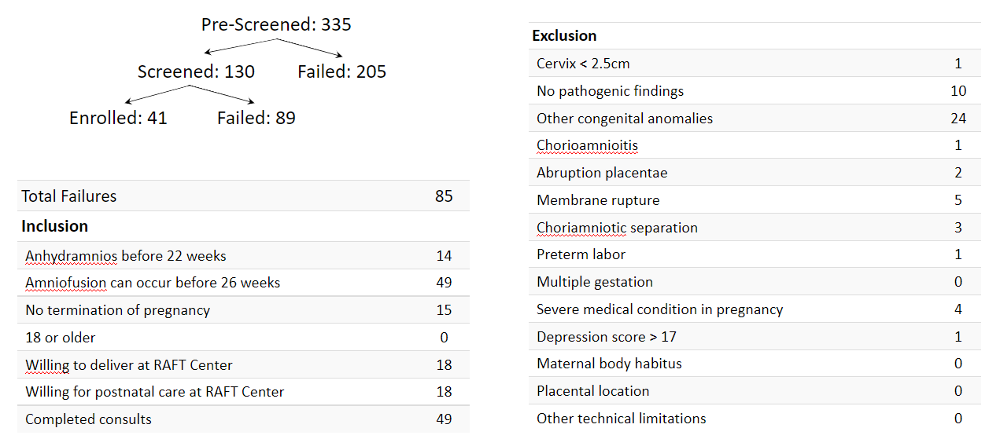 Pre-Screened: 335
Screened: 130
Failed: 205
Enrolled: 41
Failed: 89
Total Failures 85
Inclusion
Anhydramnios before 22 weeks 14
Amniofusion can occur before 26 weeks 49
No termination of pregnancy 15
18 or older 0
Willing to deliver at RAFT Center 18
Willing for postnatal care at RAFT Center 18
Completed consults 49
Exclusion
Cervix < 2.5cm 1
No pathogenic findings 10
Other congenital anomalies 24
Chorioamnioitis 1
Abruption placentae 2
Membrane rupture 5
Choriamniotic separation 3
Preterm labor 1
Multiple gestation 0
Severe medical condition in pregnancy 4
Depression score > 17 1
Maternal body habitus 0
Placental location 0
Other technical limitations 0